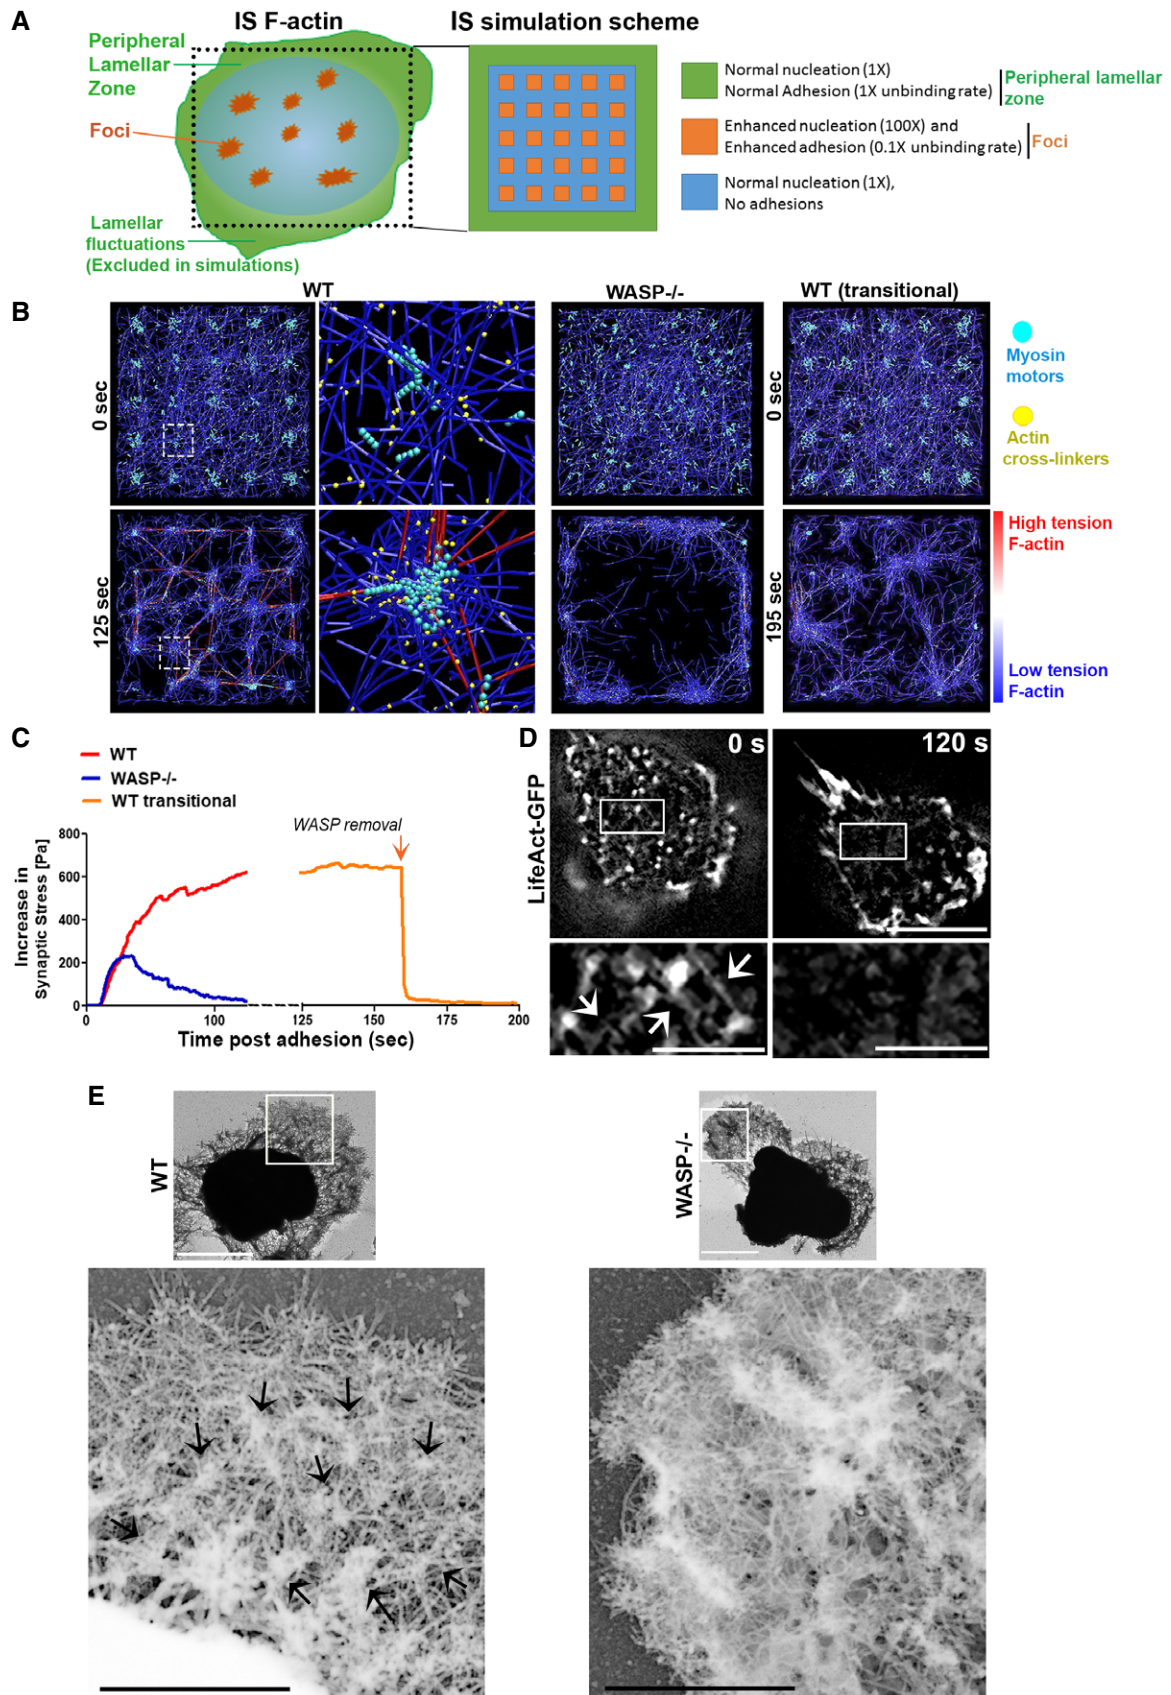 A
IS F-actin
IS simulation scheme
Peripheral
Lamellar
Zone
Foci
Lamellar
fluctuations
(Excluded in simulations)
Normal nucleation (1X)
Normal Adhesion (1X unbinding rate)
Peripheral lamellar
zone
Enhanced nucleation (100X) and
Enhanced adhesion (0.1X unbinding rate)
Foci
Normal nucleation (1X),
No adhesions
B
WT
WASP-/-
WT (transitional)
0 sec
125 sec
0 sec
195 sec
Myosin
motors
Actin
cross-linkers
High tension
F-actin
Low tension
F-actin
C
WT
WASP-/-
WT transitional
WASP removal
Increase in
Synaptic Stress [Pa]
800
600
400
200
0
0
100
125
150
175
200
Time post adhesion (sec)
D
LifeAct-GFP
0 s
120 s
E
WT
WASP-/-